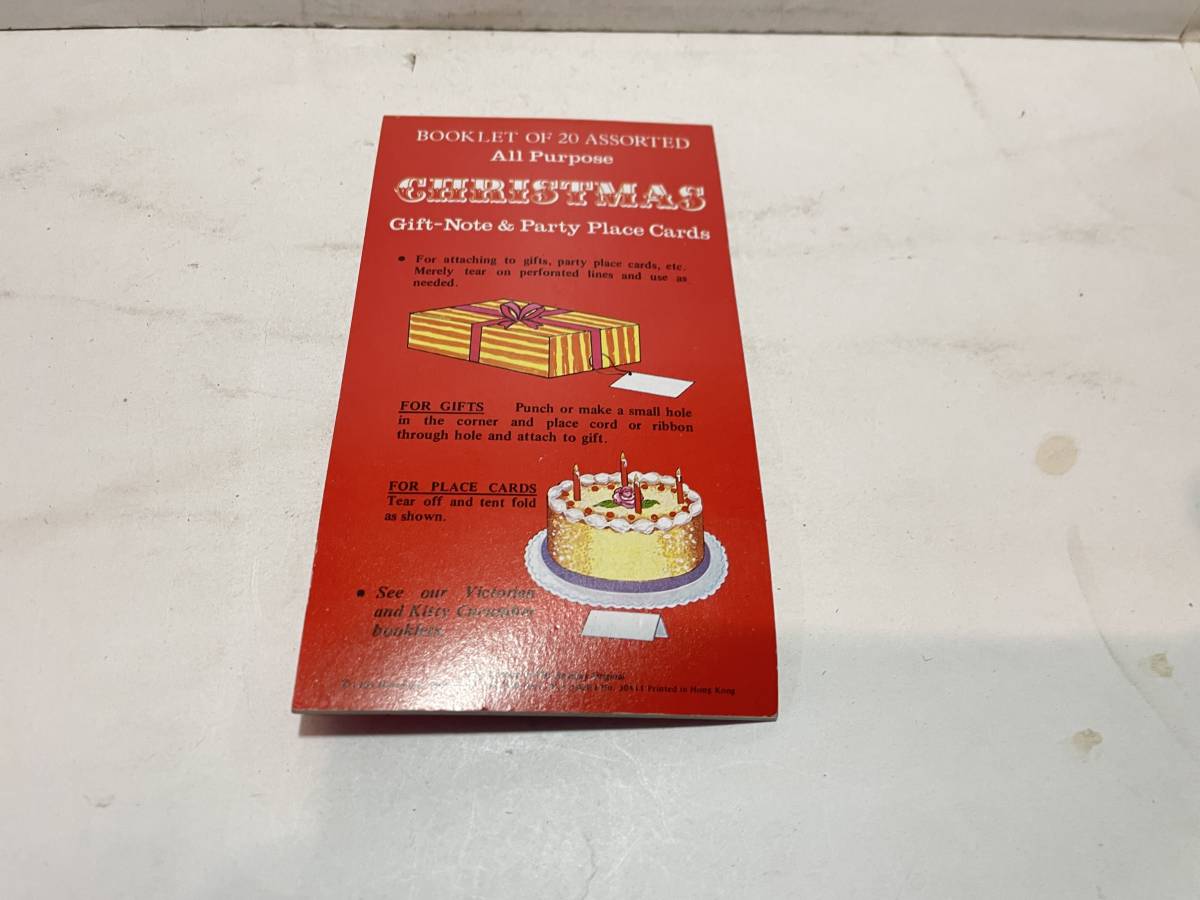 BOOKLET OF 20 ASSORTED
All Purpose
CHRISTMAS
Gift-Note & Party Place Cards
• For attaching to gifts, party place cards, etc.
Merely tear on perforated lines and use as
needed.
FOR GIFTS Punch or make a small hole
in the corner and place cord or ribbon
through hole and attach to gift.
FOR PLACE CARDS
Tear off and tent fold
as shown.
• See our Victorian
and Kitty Cucumber
booklets.
Original
Printed in Hong Kong